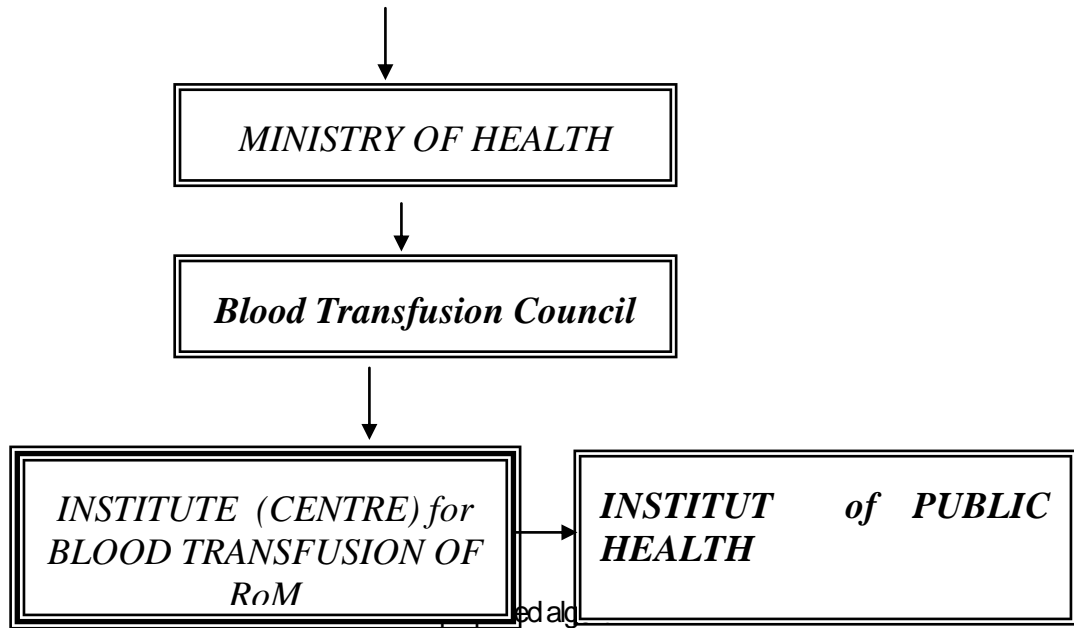 MINISTRY OF HEALTH
Blood Transfusion Council
INSTITUTE (CENTRE) for
BLOOD TRANSFUSION OF
RoM
INSTITUT of PUBLIC
HEALTH